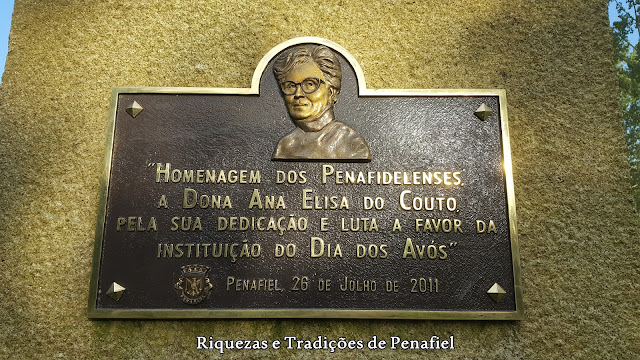 "Homenagem dos Penafidelenses
a Dona Ana Elisa do Couto
pela sua dedicação e luta a favor da
instituição do Dia dos Avós"
Penafiel, 26 de Julho de 2011
Riquezas e Tradições de Penafiel